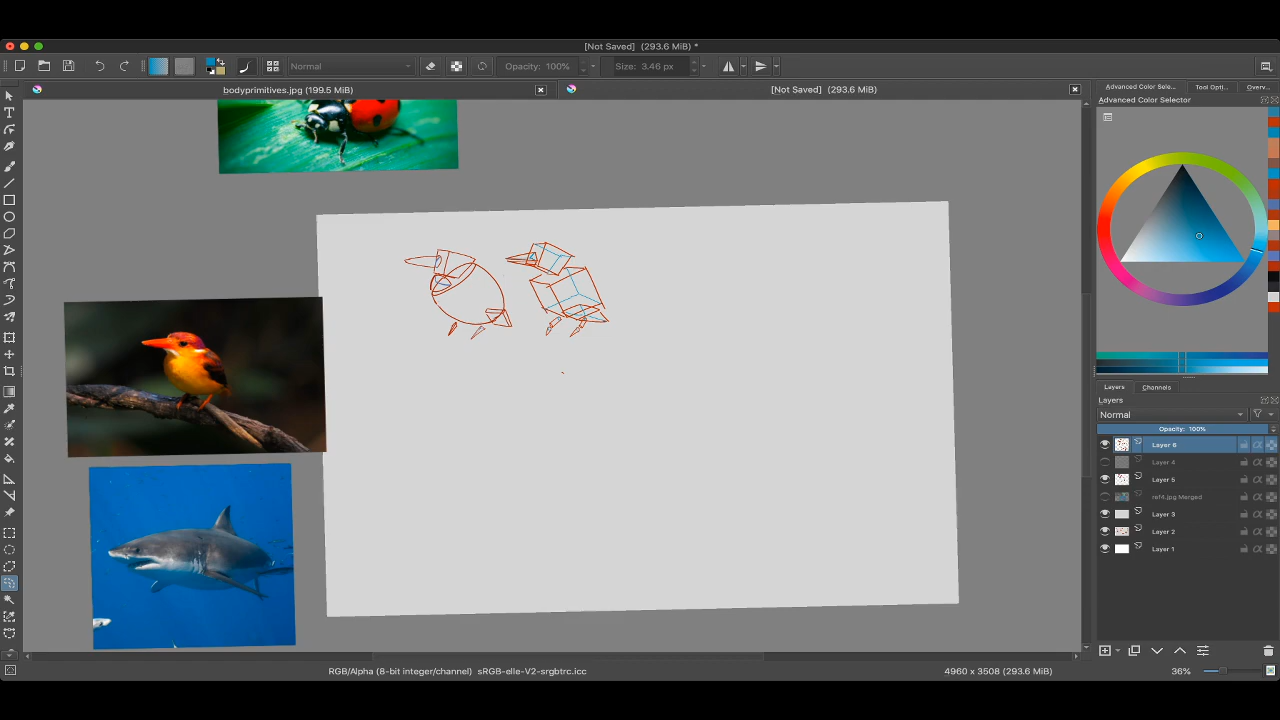 [Not Saved] (293.6 MiB) *
Normal
Opacity: 100%
Size: 3.46 px
bodyprimitives.jpg (199.5 MiB)
[Not Saved] (293.6 MiB)
Advanced Color Selec...
Tool Opti...
Overv...
Advanced Color Selector
Layers
Channels
Layers
Normal
Opacity: 100%
Layer 6
Layer 4
Layer 5
ref4.jpg Merged
Layer 3
Layer 2
Layer 1
RGB/Alpha (8-bit integer/channel) sRGB-elle-V2-srgbtrc.icc
4960 x 3508 (293.6 MiB)
36%